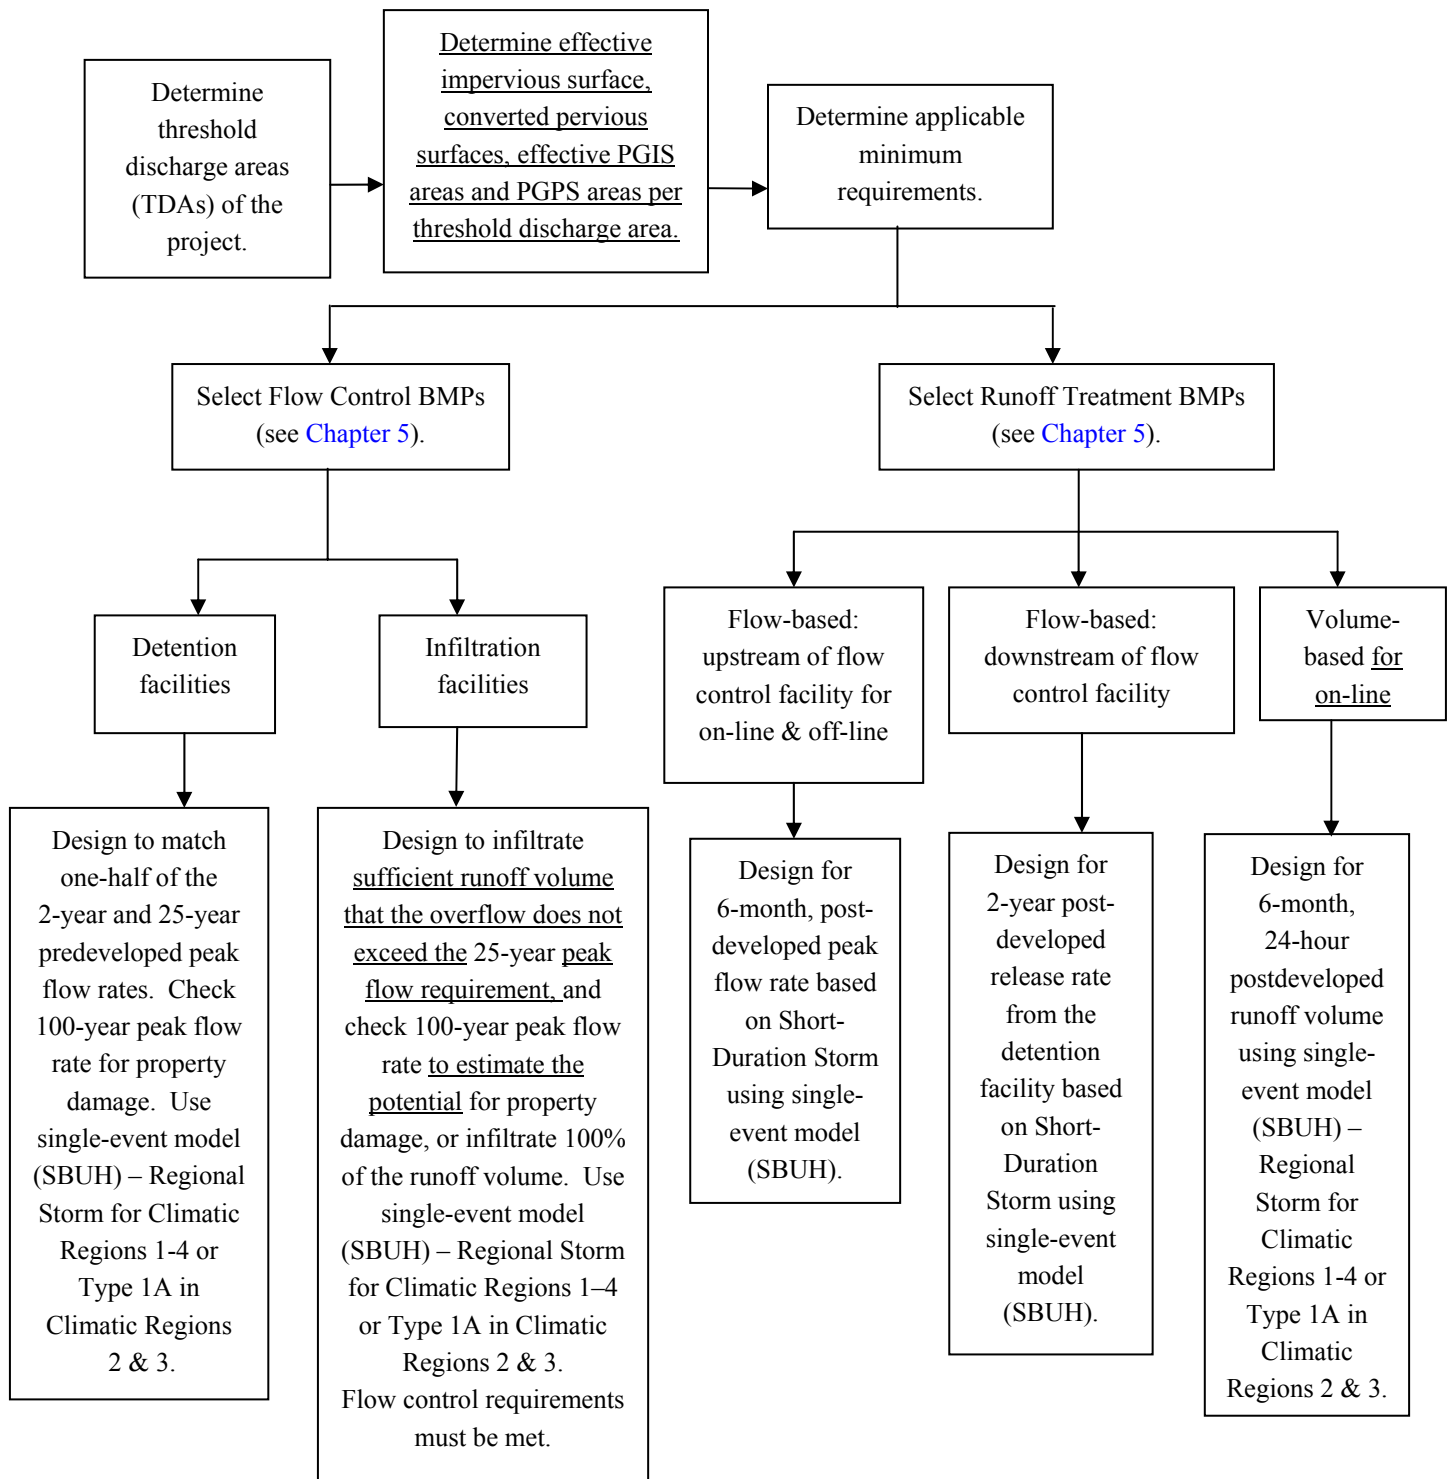 Determine
threshold
discharge areas
(TDAs) of the
project.
Determine effective
impervious surface,
converted pervious
surfaces, effective PGIS
areas and PGPS areas per
threshold discharge area.
Determine applicable
minimum
requirements.
Select Flow Control BMPs
(see Chapter 5).
Select Runoff Treatment BMPs
(see Chapter 5).
Detention
facilities
Infiltration
facilities
Flow-based:
upstream of flow
control facility for
on-line & off-line
Flow-based:
downstream of flow
control facility
Volume-
based for
on-line
Design to match
one-half of the
2-year and 25-year
predeveloped peak
flow rates.  Check
100-year peak flow
rate for property
damage.  Use
single-event model
(SBUH) – Regional
Storm for Climatic
Regions 1-4 or
Type 1A in
Climatic Regions
2 & 3.
Design to infiltrate
sufficient runoff volume
that the overflow does not
exceed the 25-year peak
flow requirement, and
check 100-year peak flow
rate to estimate the
potential for property
damage, or infiltrate 100%
of the runoff volume.  Use
single-event model
(SBUH) – Regional Storm
for Climatic Regions 1–4
or Type 1A in Climatic
Regions 2 & 3.
Flow control requirements
must be met.
Design for
6-month, post-
developed peak
flow rate based
on Short-
Duration Storm
using single-
event model
(SBUH).
Design for
2-year post-
developed
release rate
from the
detention
facility based
on Short-
Duration
Storm using
single-event
model
(SBUH).
Design for
6-month,
24-hour
postdeveloped
runoff volume
using single-
event model
(SBUH) –
Regional
Storm for
Climatic
Regions 1-4 or
Type 1A in
Climatic
Regions 2 & 3.